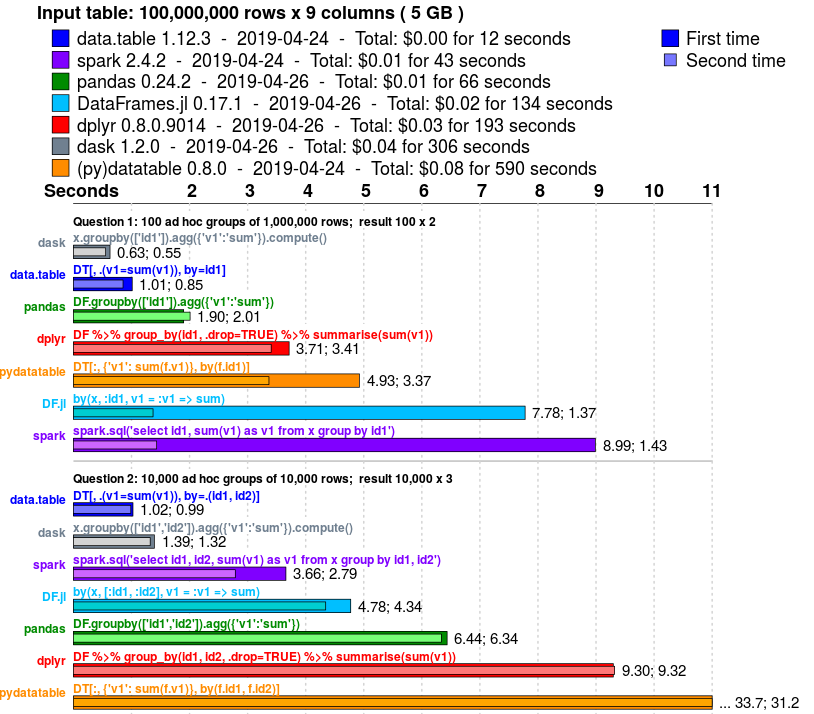 Input table: 100,000,000 rows x 9 columns ( 5 GB )
data.table 1.12.3 - 2019-04-24 - Total: $0.00 for 12 seconds
First time
spark 2.4.2 - 2019-04-24 - Total: $0.01 for 43 seconds
Second time
pandas 0.24.2 - 2019-04-26 - Total: $0.01 for 66 seconds
DataFrames.jl 0.17.1 - 2019-04-26 - Total: $0.02 for 134 seconds
dplyr 0.8.0.9014 - 2019-04-26 - Total: $0.03 for 193 seconds
dask 1.2.0 - 2019-04-26 - Total: $0.04 for 306 seconds
(py)datatable 0.8.0 - 2019-04-24 - Total: $0.08 for 590 seconds
Seconds 2 3 4 5 6 7 8 9 10 11
Question 1: 100 ad hoc groups of 1,000,000 rows; result 100 x 2
dask x.groupby(['id1']).agg({'v1':'sum'}).compute()
0.63; 0.55
data.table DT[, .(v1=sum(v1)), by=id1]
1.01; 0.85
pandas DF.groupby(['id1']).agg({'v1':'sum'})
1.90; 2.01
dplyr DF %>% group_by(id1, .drop=TRUE) %>% summarise(sum(v1))
3.71; 3.41
pydatatable DT[:, {'v1': sum(f.v1)}, by(f.id1)]
4.93; 3.37
DF.jl by(x, :id1, v1 = :v1 => sum)
7.78; 1.37
spark spark.sql('select id1, sum(v1) as v1 from x group by id1')
8.99; 1.43
Question 2: 10,000 ad hoc groups of 10,000 rows; result 10,000 x 3
data.table DT[, .(v1=sum(v1)), by=.(id1, id2)]
1.02; 0.99
dask x.groupby(['id1','id2']).agg({'v1':'sum'}).compute()
1.39; 1.32
spark spark.sql('select id1, id2, sum(v1) as v1 from x group by id1, id2')
3.66; 2.79
DF.jl by(x, [:id1, :id2], v1 = :v1 => sum)
4.78; 4.34
pandas DF.groupby(['id1','id2']).agg({'v1':'sum'})
6.44; 6.34
dplyr DF %>% group_by(id1, id2, .drop=TRUE) %>% summarise(sum(v1))
9.30; 9.32
pydatatable DT[:, {'v1': sum(f.v1)}, by(f.id1, f.id2)]
... 33.7; 31.2